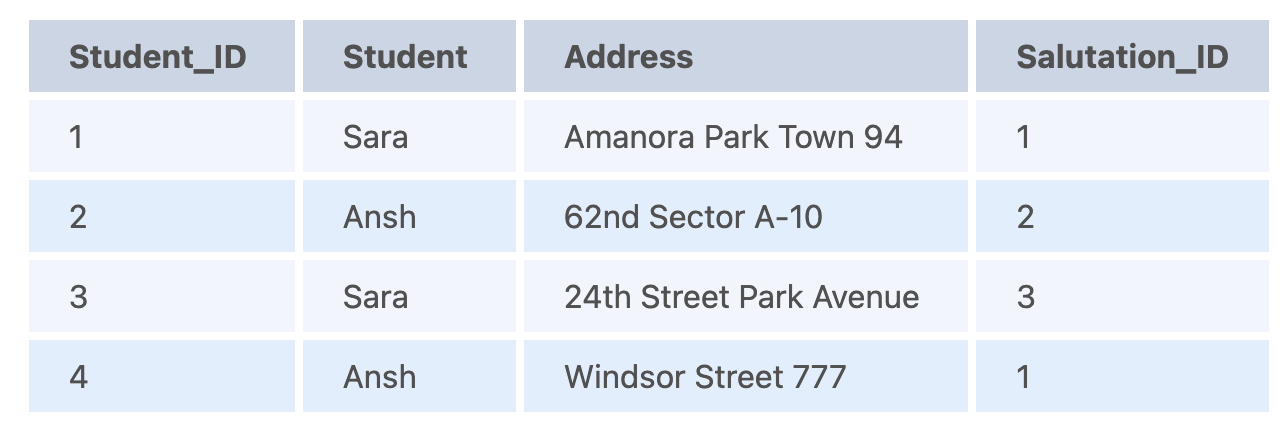 Student_ID Student Address Salutation_ID
1 Sara Amanora Park Town 94 1
2 Ansh 62nd Sector A-10 2
3 Sara 24th Street Park Avenue 3
4 Ansh Windsor Street 777 1